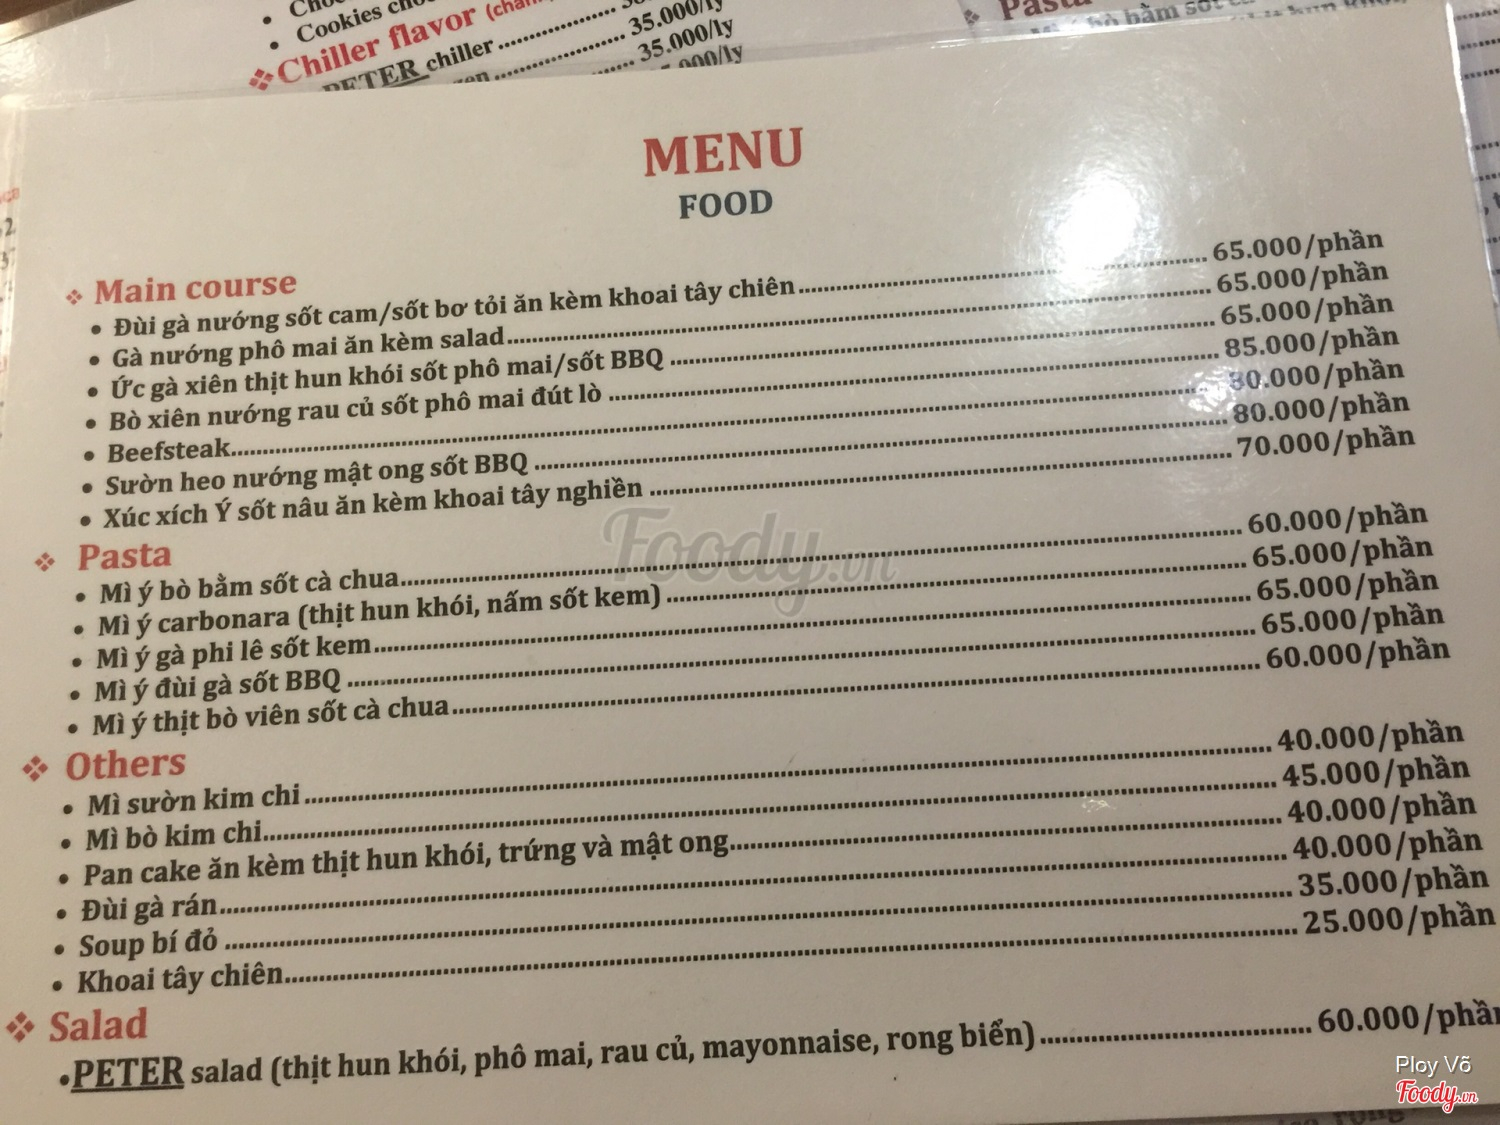 Cookies
Chiller flavor
PETER chiller 35.000/ly
35.000/ly
Pasta
MENU
FOOD
Main course
Đùi gà nướng sốt cam/sốt bơ tỏi ăn kèm khoai tây chiên 65.000/phần
Gà nướng phô mai ăn kèm salad 65.000/phần
Ức gà xiên thịt hun khói sốt phô mai/sốt BBQ 65.000/phần
Bò xiên nướng rau củ sốt phô mai đút lò 85.000/phần
Beefsteak 80.000/phần
Sườn heo nướng mật ong sốt BBQ 80.000/phần
Xúc xích Ý sốt nâu ăn kèm khoai tây nghiền 70.000/phần
Pasta
Mì ý bò bằm sốt cà chua 60.000/phần
Mì ý carbonara (thịt hun khói, nấm sốt kem) 65.000/phần
Mì ý gà phi lê sốt kem 65.000/phần
Mì ý đùi gà sốt BBQ 65.000/phần
Mì ý thịt bò viên sốt cà chua 60.000/phần
Others
Mì sườn kim chi 40.000/phần
Mì bò kim chi 45.000/phần
Pan cake ăn kèm thịt hun khói, trứng và mật ong 40.000/phần
Đùi gà rán 40.000/phần
Soup bí đỏ 35.000/phần
Khoai tây chiên 25.000/phần
Salad
PETER salad (thịt hun khói, phô mai, rau củ, mayonnaise, rong biển) 60.000/phần
Foody.vn
Ploy Võ
Foody.vn